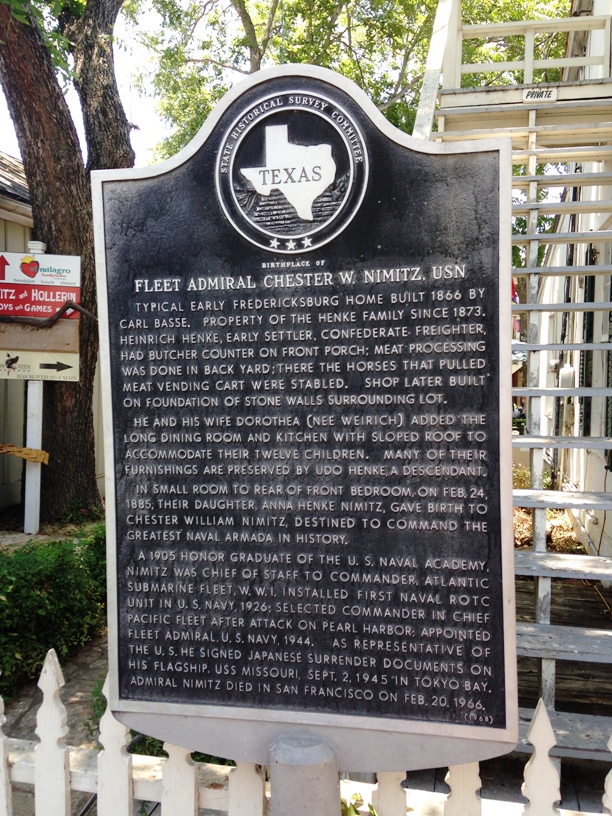 STATE HISTORICAL SURVEY COMMITTEE
TEXAS
BIRTHPLACE OF
FLEET ADMIRAL CHESTER W. NIMITZ, USN
TYPICAL EARLY FREDERICKSBURG HOME BUILT 1866 BY
CARL BASSE. PROPERTY OF THE HENKE FAMILY SINCE 1873.
HEINRICH HENKE, EARLY SETTLER, CONFEDERATE FREIGHTER,
HAD BUTCHER COUNTER ON FRONT PORCH; MEAT PROCESSING
WAS DONE IN BACK YARD; THERE THE HORSES THAT PULLED
MEAT VENDING CART WERE STABLED. SHOP LATER BUILT
ON FOUNDATION OF STONE WALLS SURROUNDING LOT.
HE AND HIS WIFE DOROTHEA (NEE WEIRICH) ADDED THE
LONG DINING ROOM AND KITCHEN WITH SLOPED ROOF TO
ACCOMMODATE THEIR TWELVE CHILDREN. MANY OF THEIR
FURNISHINGS ARE PRESERVED BY UDO HENKE, A DESCENDANT.
IN SMALL ROOM TO REAR OF FRONT BEDROOM, ON FEB. 24,
1885, THEIR DAUGHTER, ANNA HENKE NIMITZ, GAVE BIRTH TO
CHESTER WILLIAM NIMITZ, DESTINED TO COMMAND THE
GREATEST NAVAL ARMADA IN HISTORY.
A 1905 HONOR GRADUATE OF THE U. S. NAVAL ACADEMY,
NIMITZ WAS CHIEF OF STAFF TO COMMANDER, ATLANTIC
SUBMARINE FLEET, W. W. I, INSTALLED FIRST NAVAL ROTC
UNIT IN U. S. NAVY, 1926; SELECTED COMMANDER IN CHIEF
PACIFIC FLEET AFTER ATTACK ON PEARL HARBOR; APPOINTED
FLEET ADMIRAL, U.S. NAVY, 1944. AS REPRESENTATIVE OF
THE U. S. HE SIGNED JAPANESE SURRENDER DOCUMENTS ON
HIS FLAGSHIP, USS MISSOURI, SEPT. 2, 1945 IN TOKYO BAY.
ADMIRAL NIMITZ DIED IN SAN FRANCISCO ON FEB. 20, 1966.
(1968)
PRIVATE
milagro
ITZ and HOLLERIN
OYS and GAMES
HAS MOVED